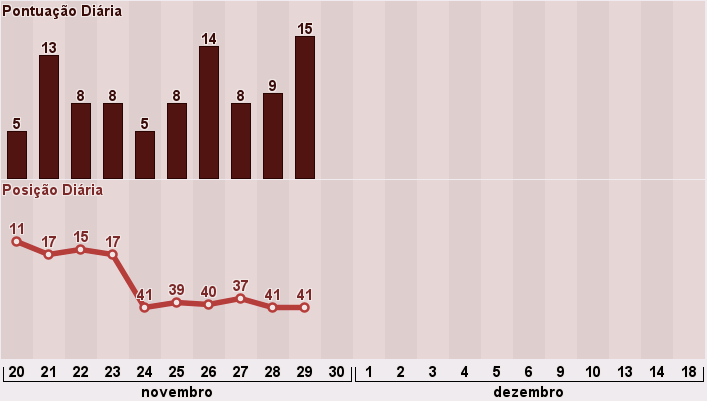 Pontuação Diária
5 13 8 8 5 8 14 8 9 15
Posição Diária
11 17 15 17 41 39 40 37 41 41
20 21 22 23 24 25 26 27 28 29 30 1 2 3 4 5 6 9 10 13 14 18
novembro dezembro